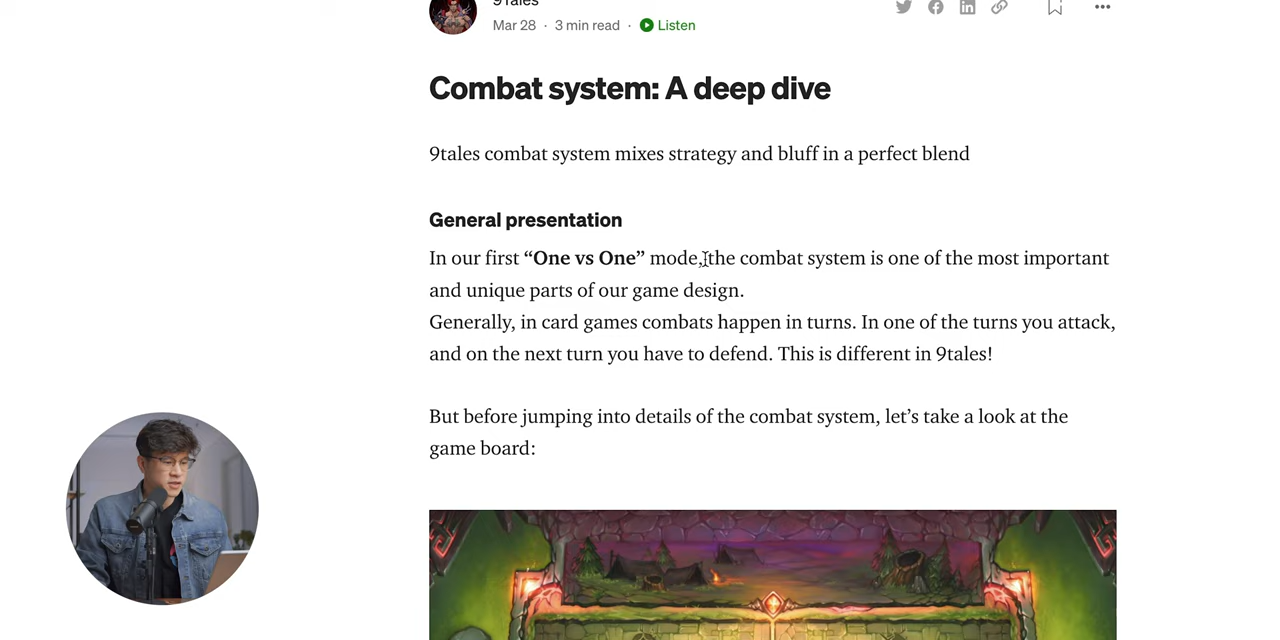 9Tales
Mar 28 · 3 min read · Listen
Combat system: A deep dive
9tales combat system mixes strategy and bluff in a perfect blend
General presentation
In our first “One vs One” mode, the combat system is one of the most important
and unique parts of our game design.
Generally, in card games combats happen in turns. In one of the turns you attack,
and on the next turn you have to defend. This is different in 9tales!
But before jumping into details of the combat system, let’s take a look at the
game board: